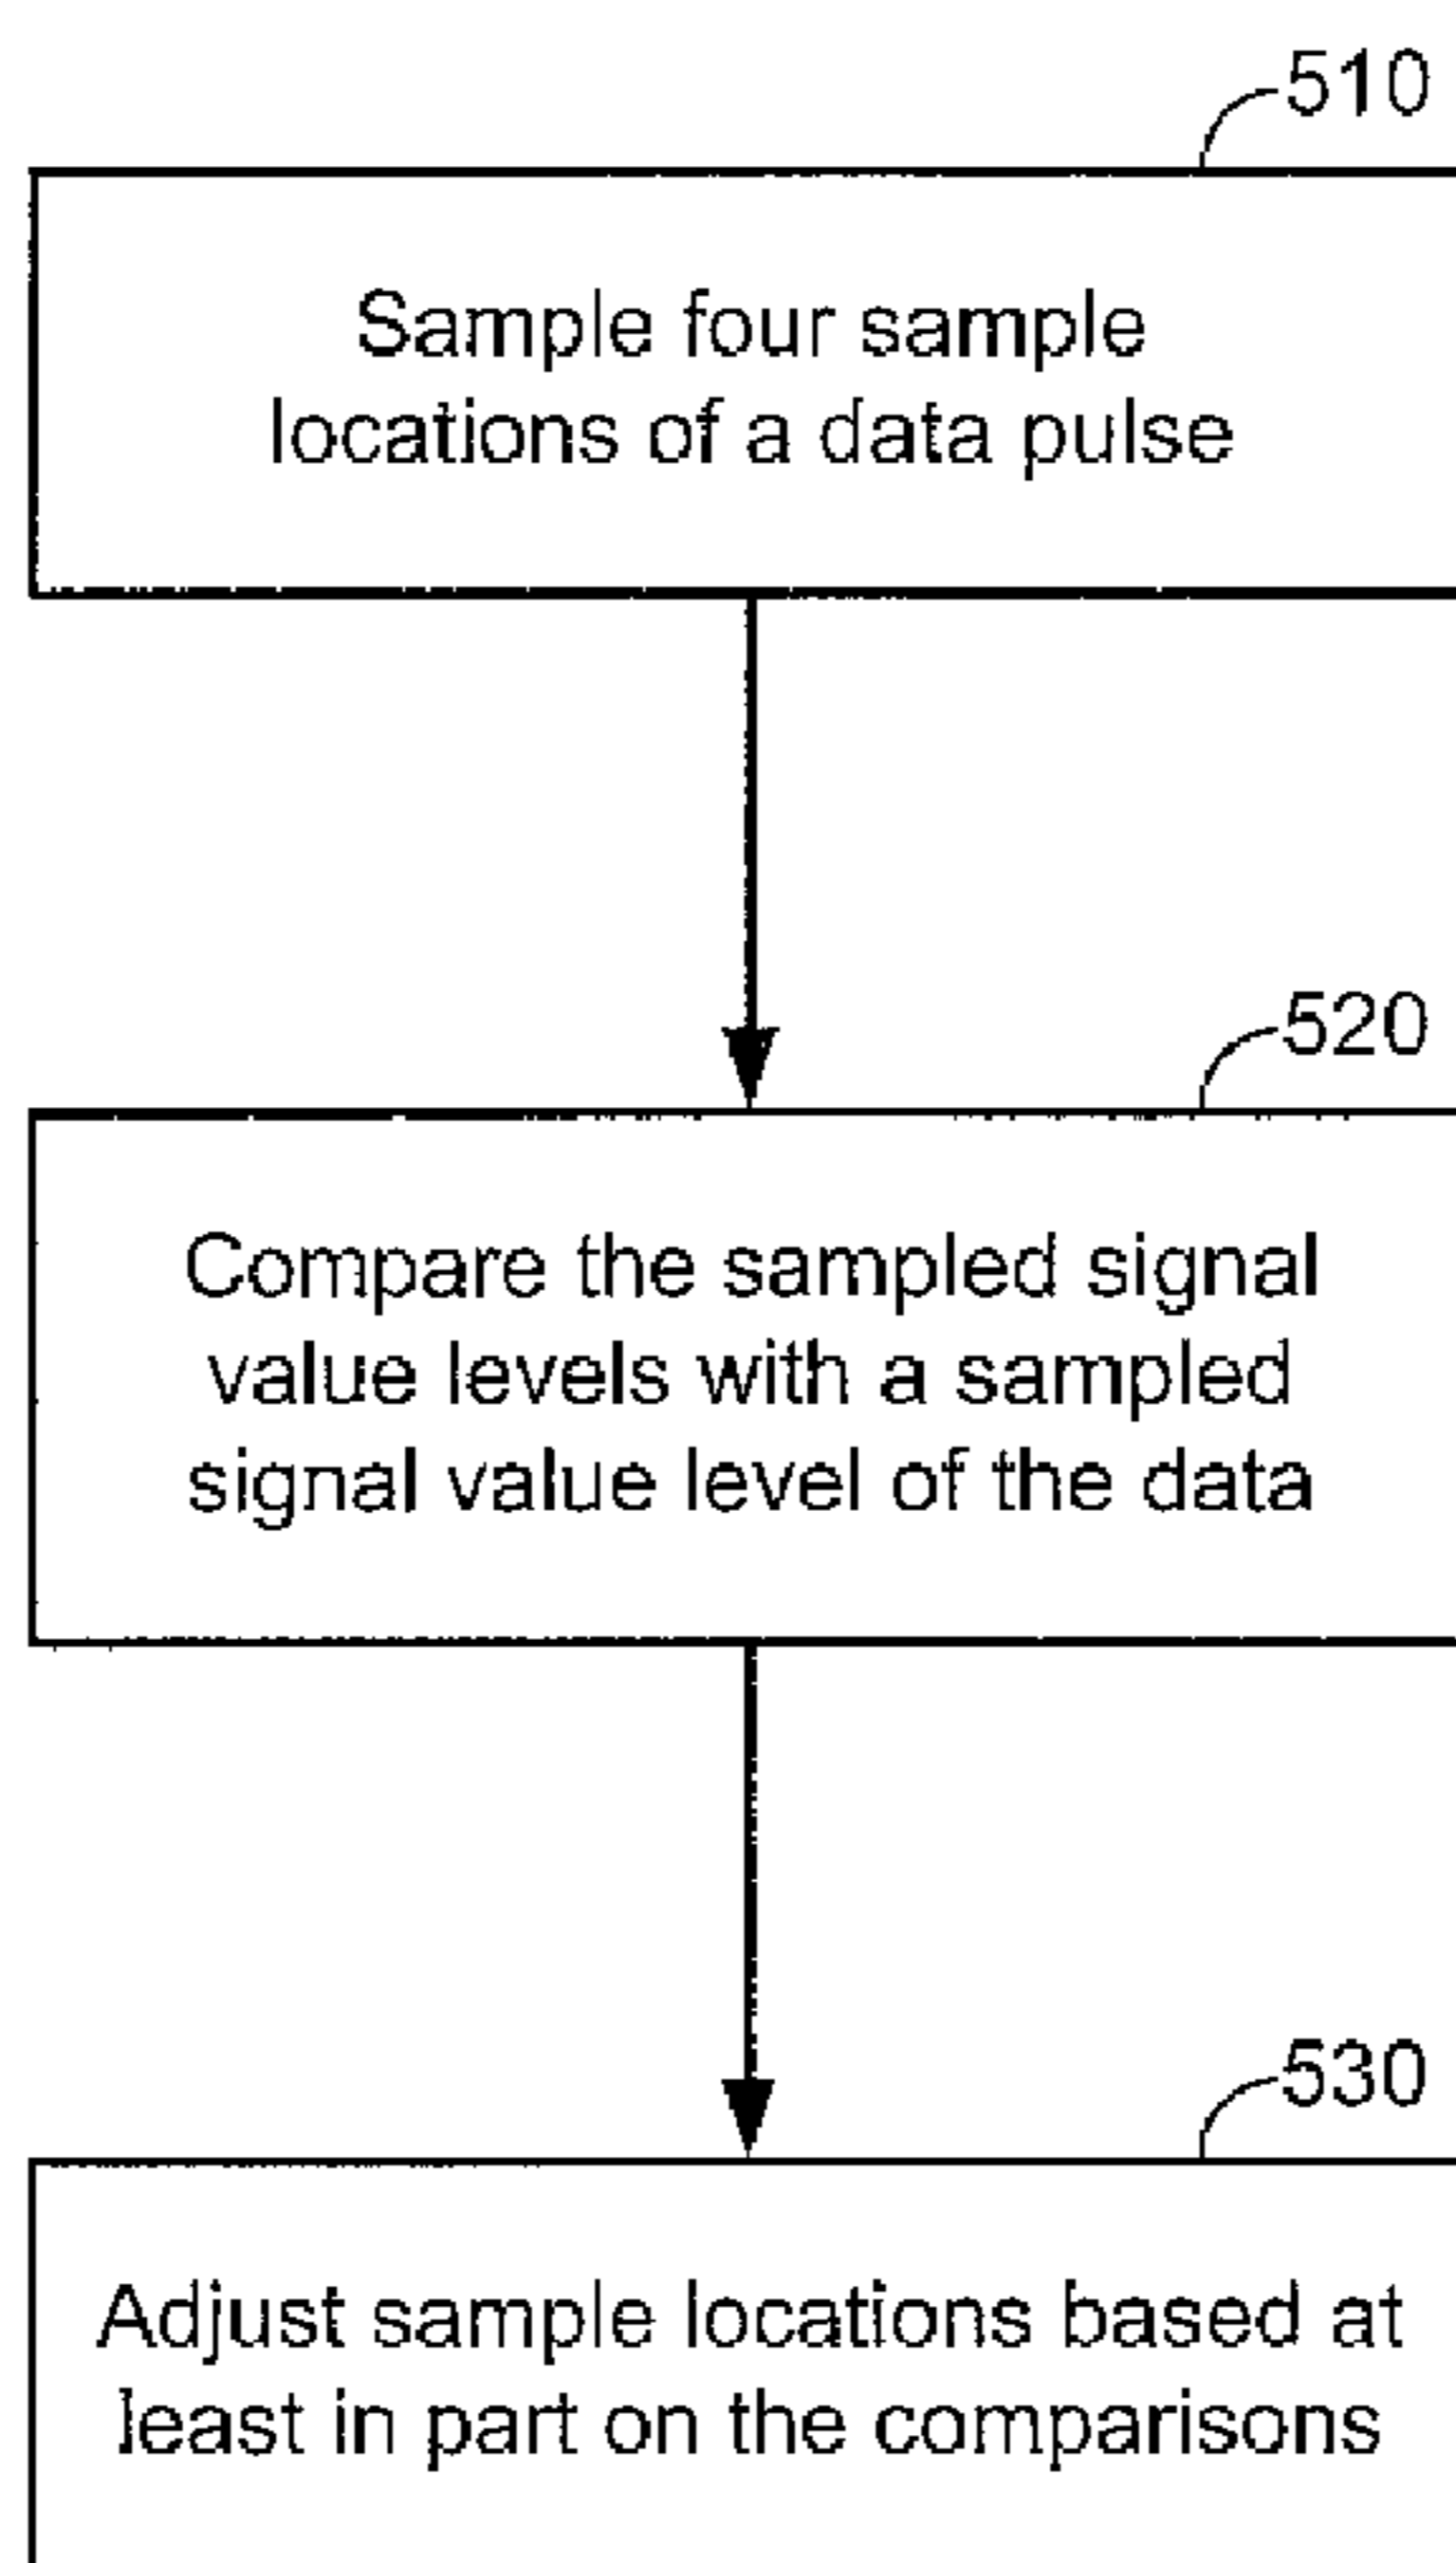 510
Sample four sample
locations of a data pulse
520
Compare the sampled signal
value levels with a sampled
signal value level of the data
530
Adjust sample locations based at
least in part on the comparisons